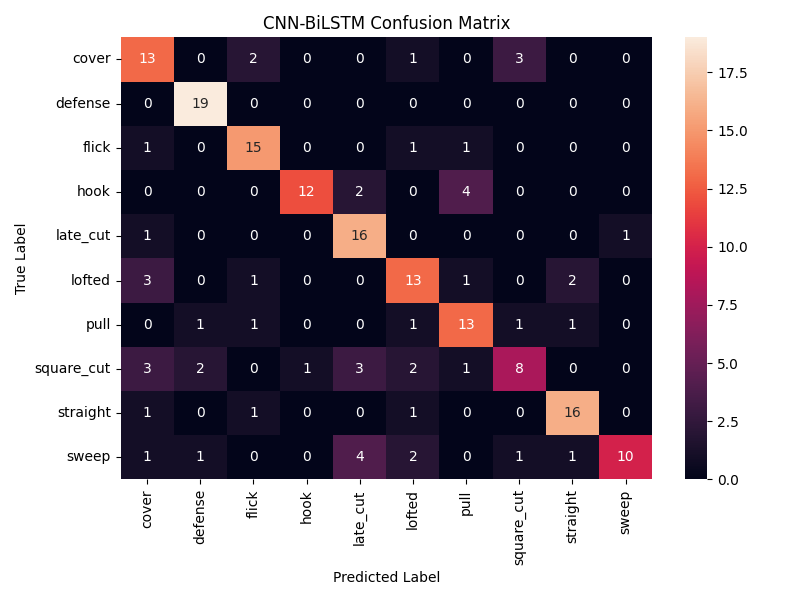 CNN-BiLSTM Confusion Matrix
True Label
cover 13 0 2 0 0 1 0 3 0 0
defense 0 19 0 0 0 0 0 0 0 0
flick 1 0 15 0 0 1 1 0 0 0
hook 0 0 0 12 2 0 4 0 0 0
late_cut 1 0 0 0 16 0 0 0 0 1
lofted 3 0 1 0 0 13 1 0 2 0
pull 0 1 1 0 0 1 13 1 1 0
square_cut 3 2 0 1 3 2 1 8 0 0
straight 1 0 1 0 0 1 0 0 16 0
sweep 1 1 0 0 4 2 0 1 1 10
cover defense flick hook late_cut lofted pull square_cut straight sweep
Predicted Label
17.5
15.0
12.5
10.0
7.5
5.0
2.5
0.0